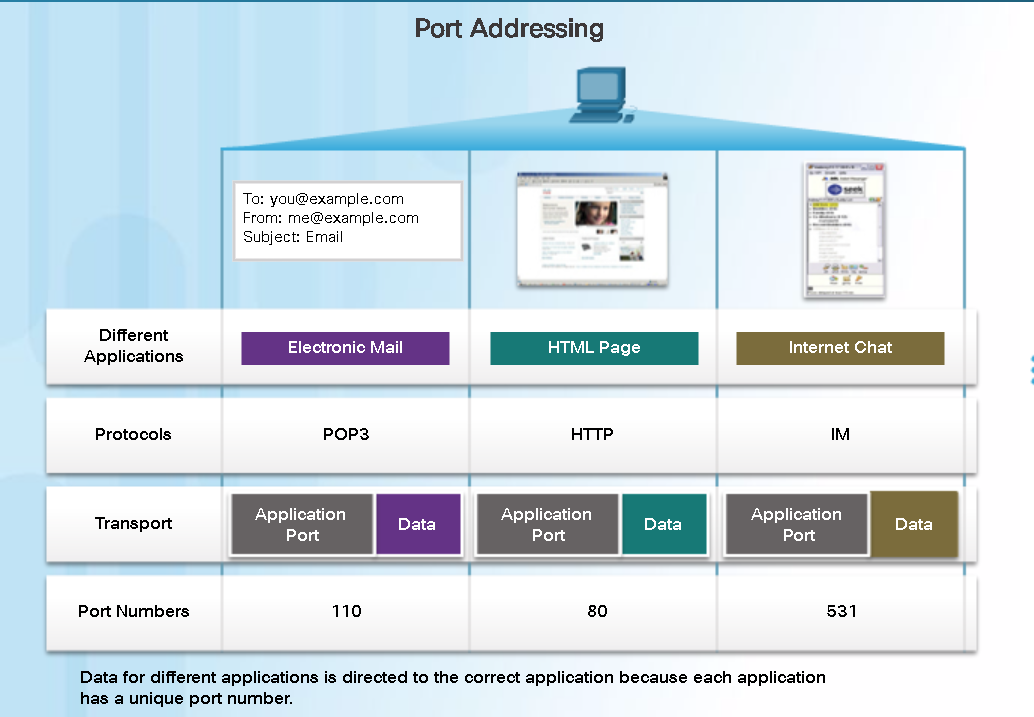 Port Addressing
To: you@example.com
From: me@example.com
Subject: Email
seek
Different
Applications
Electronic Mail
HTML Page
Internet Chat
Protocols
POP3
HTTP
IM
Transport
Application
Port
Data
Application
Port
Data
Application
Port
Data
Port Numbers
110
80
531
Data for different applications is directed to the correct application because each application
has a unique port number.